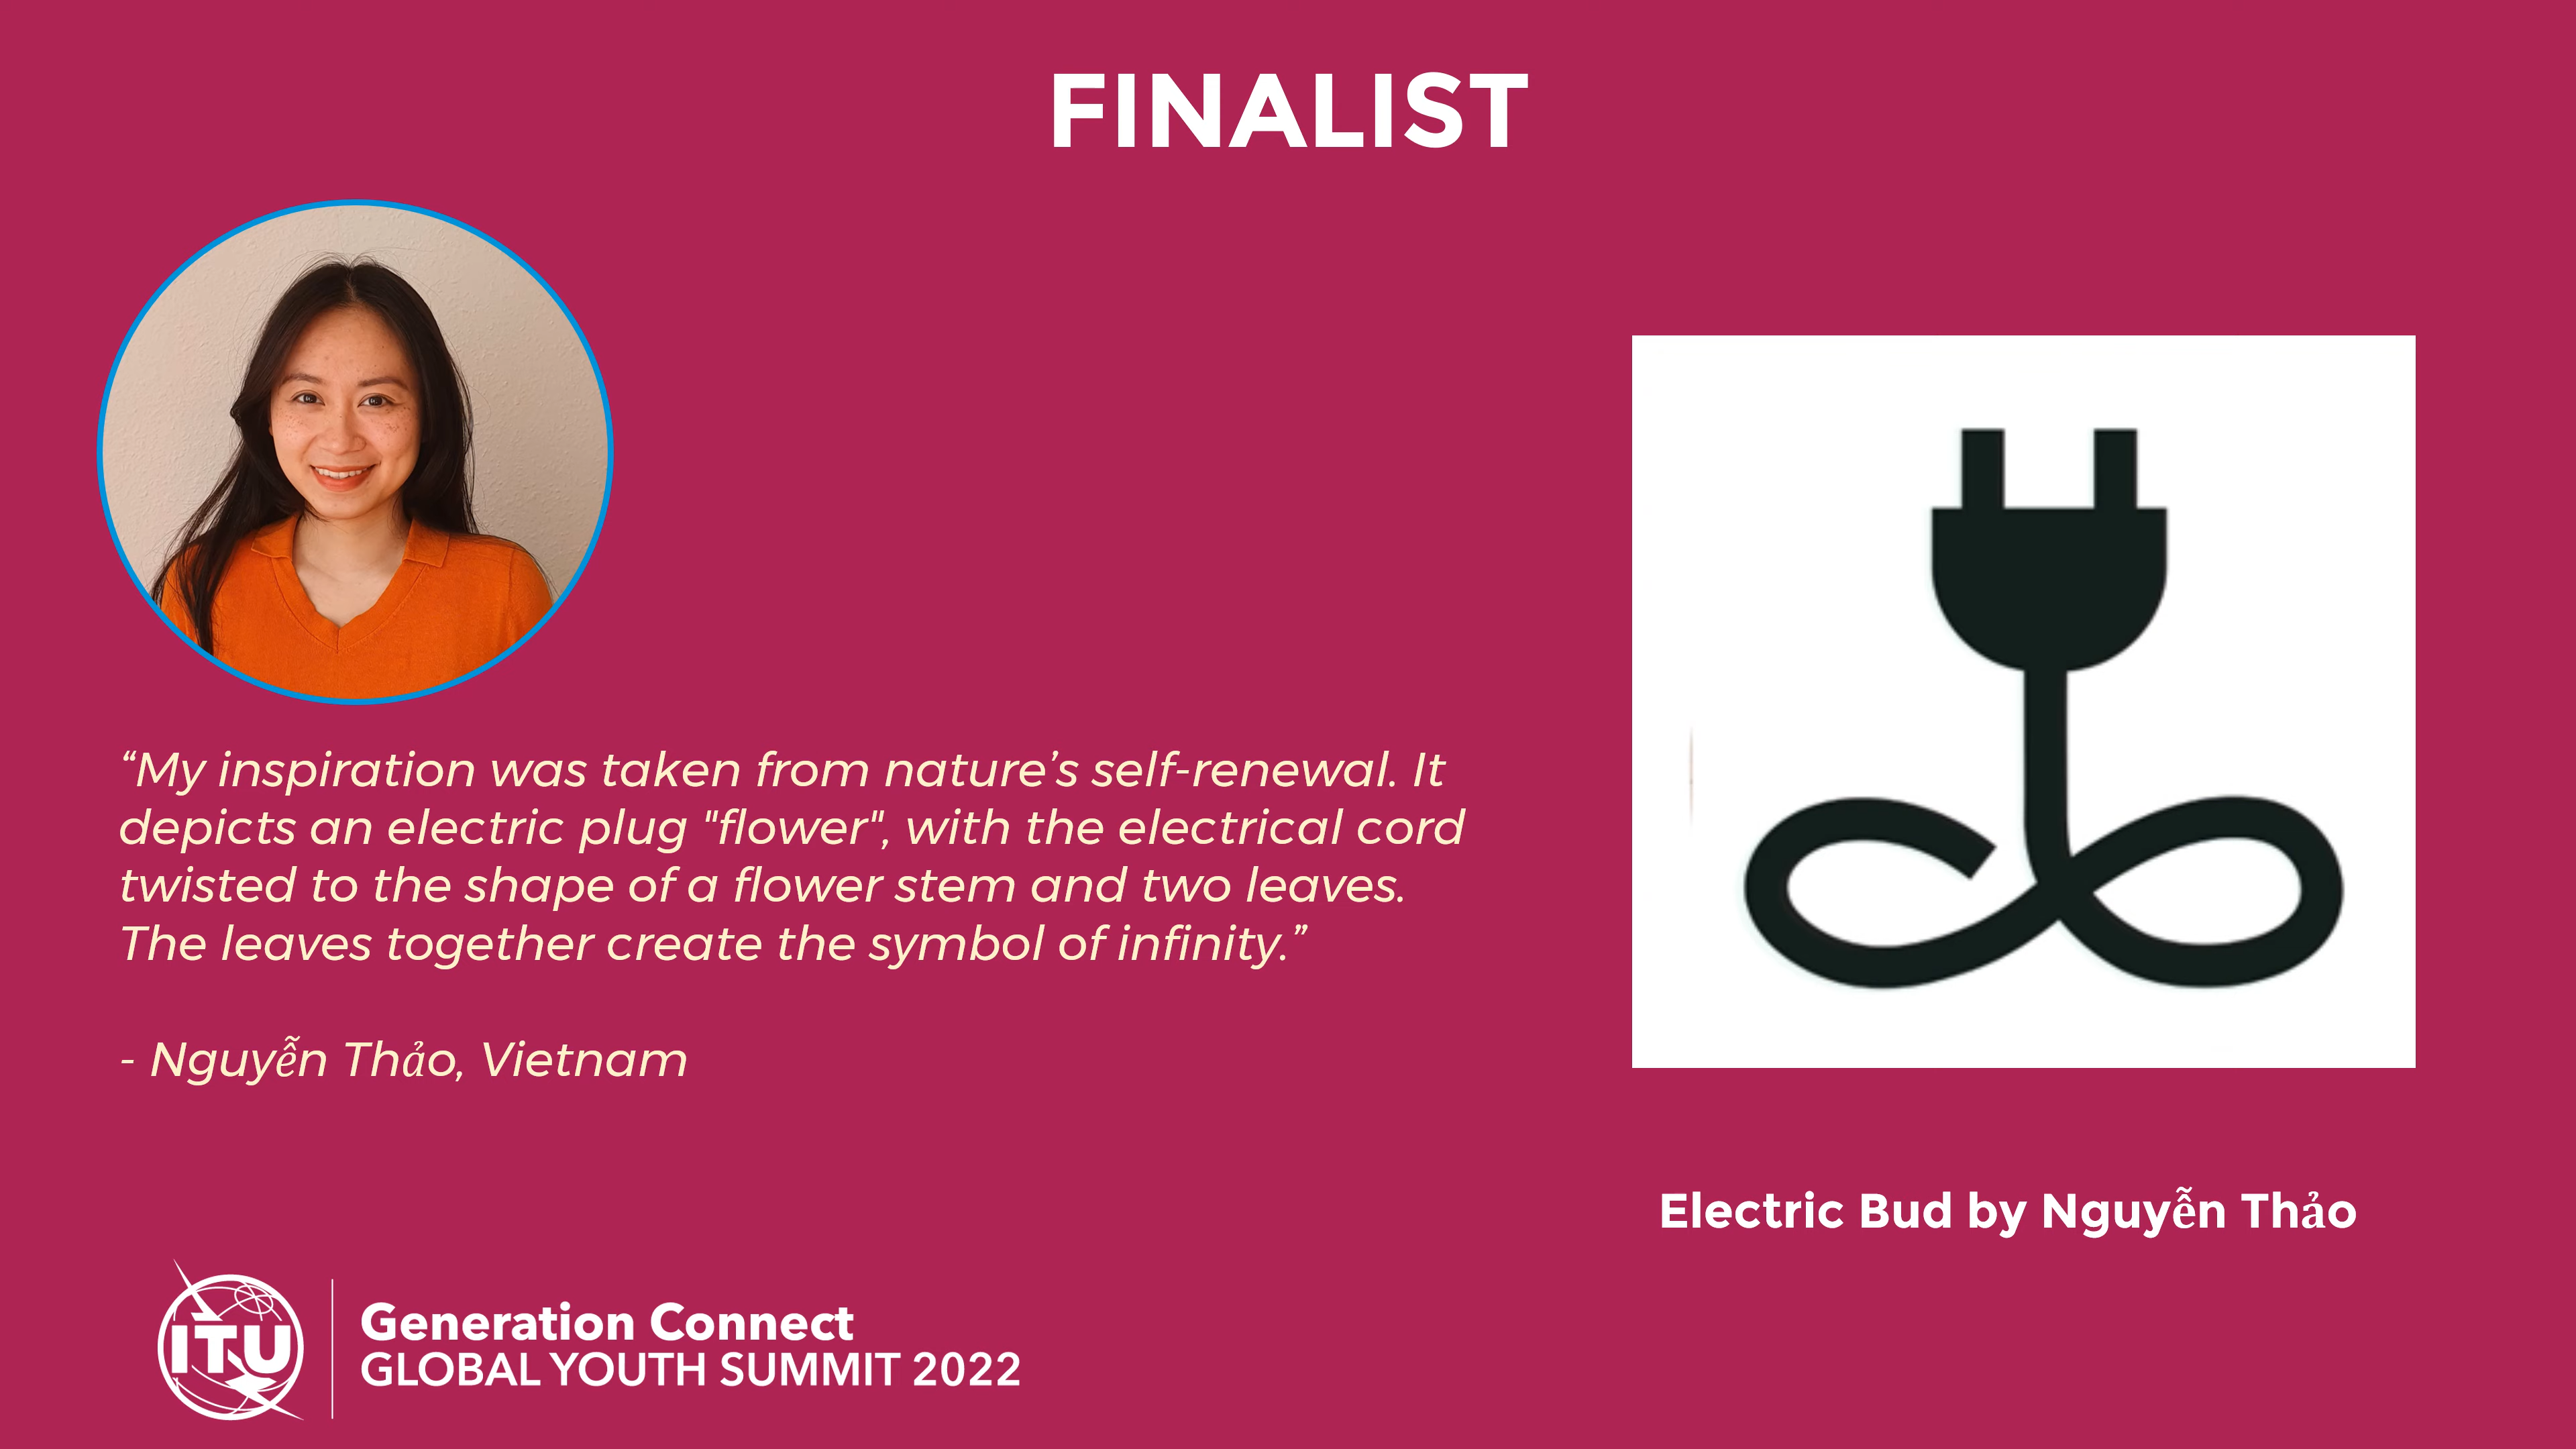 FINALIST
“My inspiration was taken from nature’s self-renewal. It
depicts an electric plug "flower", with the electrical cord
twisted to the shape of a flower stem and two leaves.
The leaves together create the symbol of infinity.”
- Nguyễn Thảo, Vietnam
Electric Bud by Nguyễn Thảo
ITU
Generation Connect
GLOBAL YOUTH SUMMIT 2022